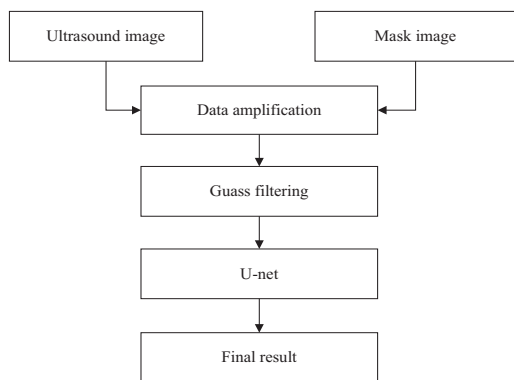 Ultrasound image
Mask image
Data amplification
Guass filtering
U-net
Final result